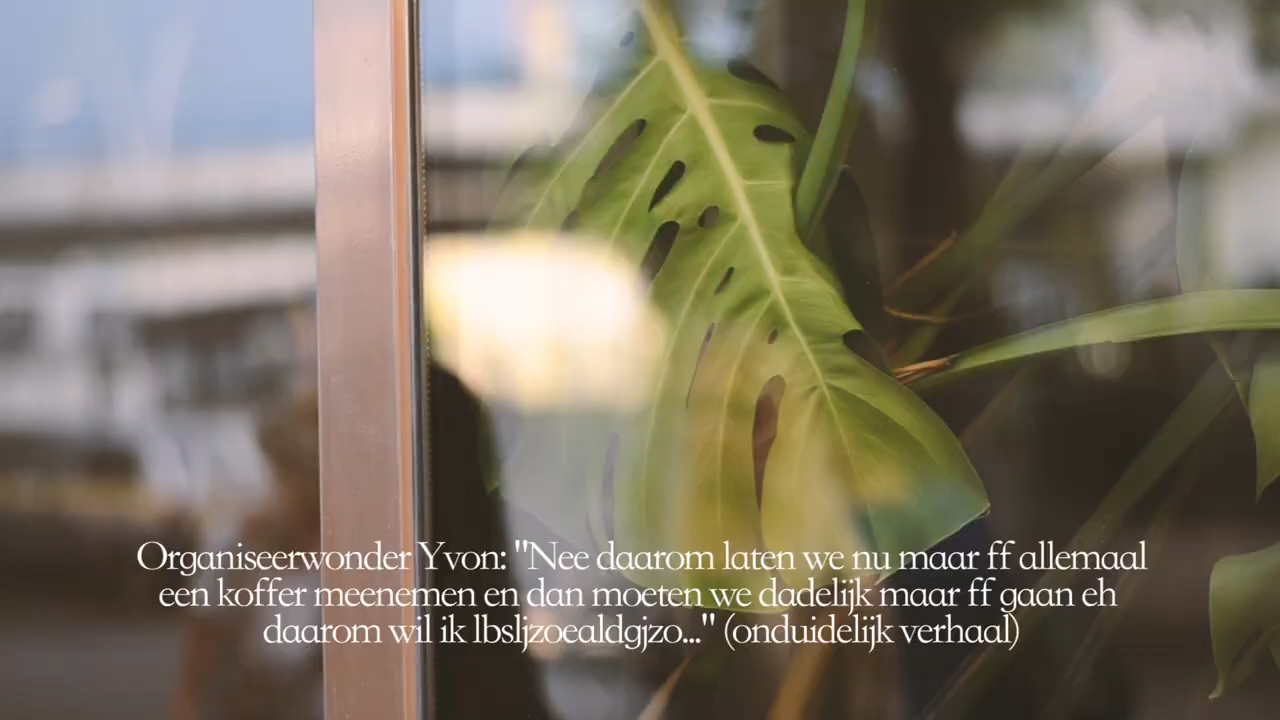 Organiseerwonder Yvon: "Nee daarom laten we nu maar ff allemaal
een koffer meenemen en dan moeten we dadelijk maar ff gaan eh
daarom wil ik lbsljzoealdgjzo..." (onduidelijk verhaal)